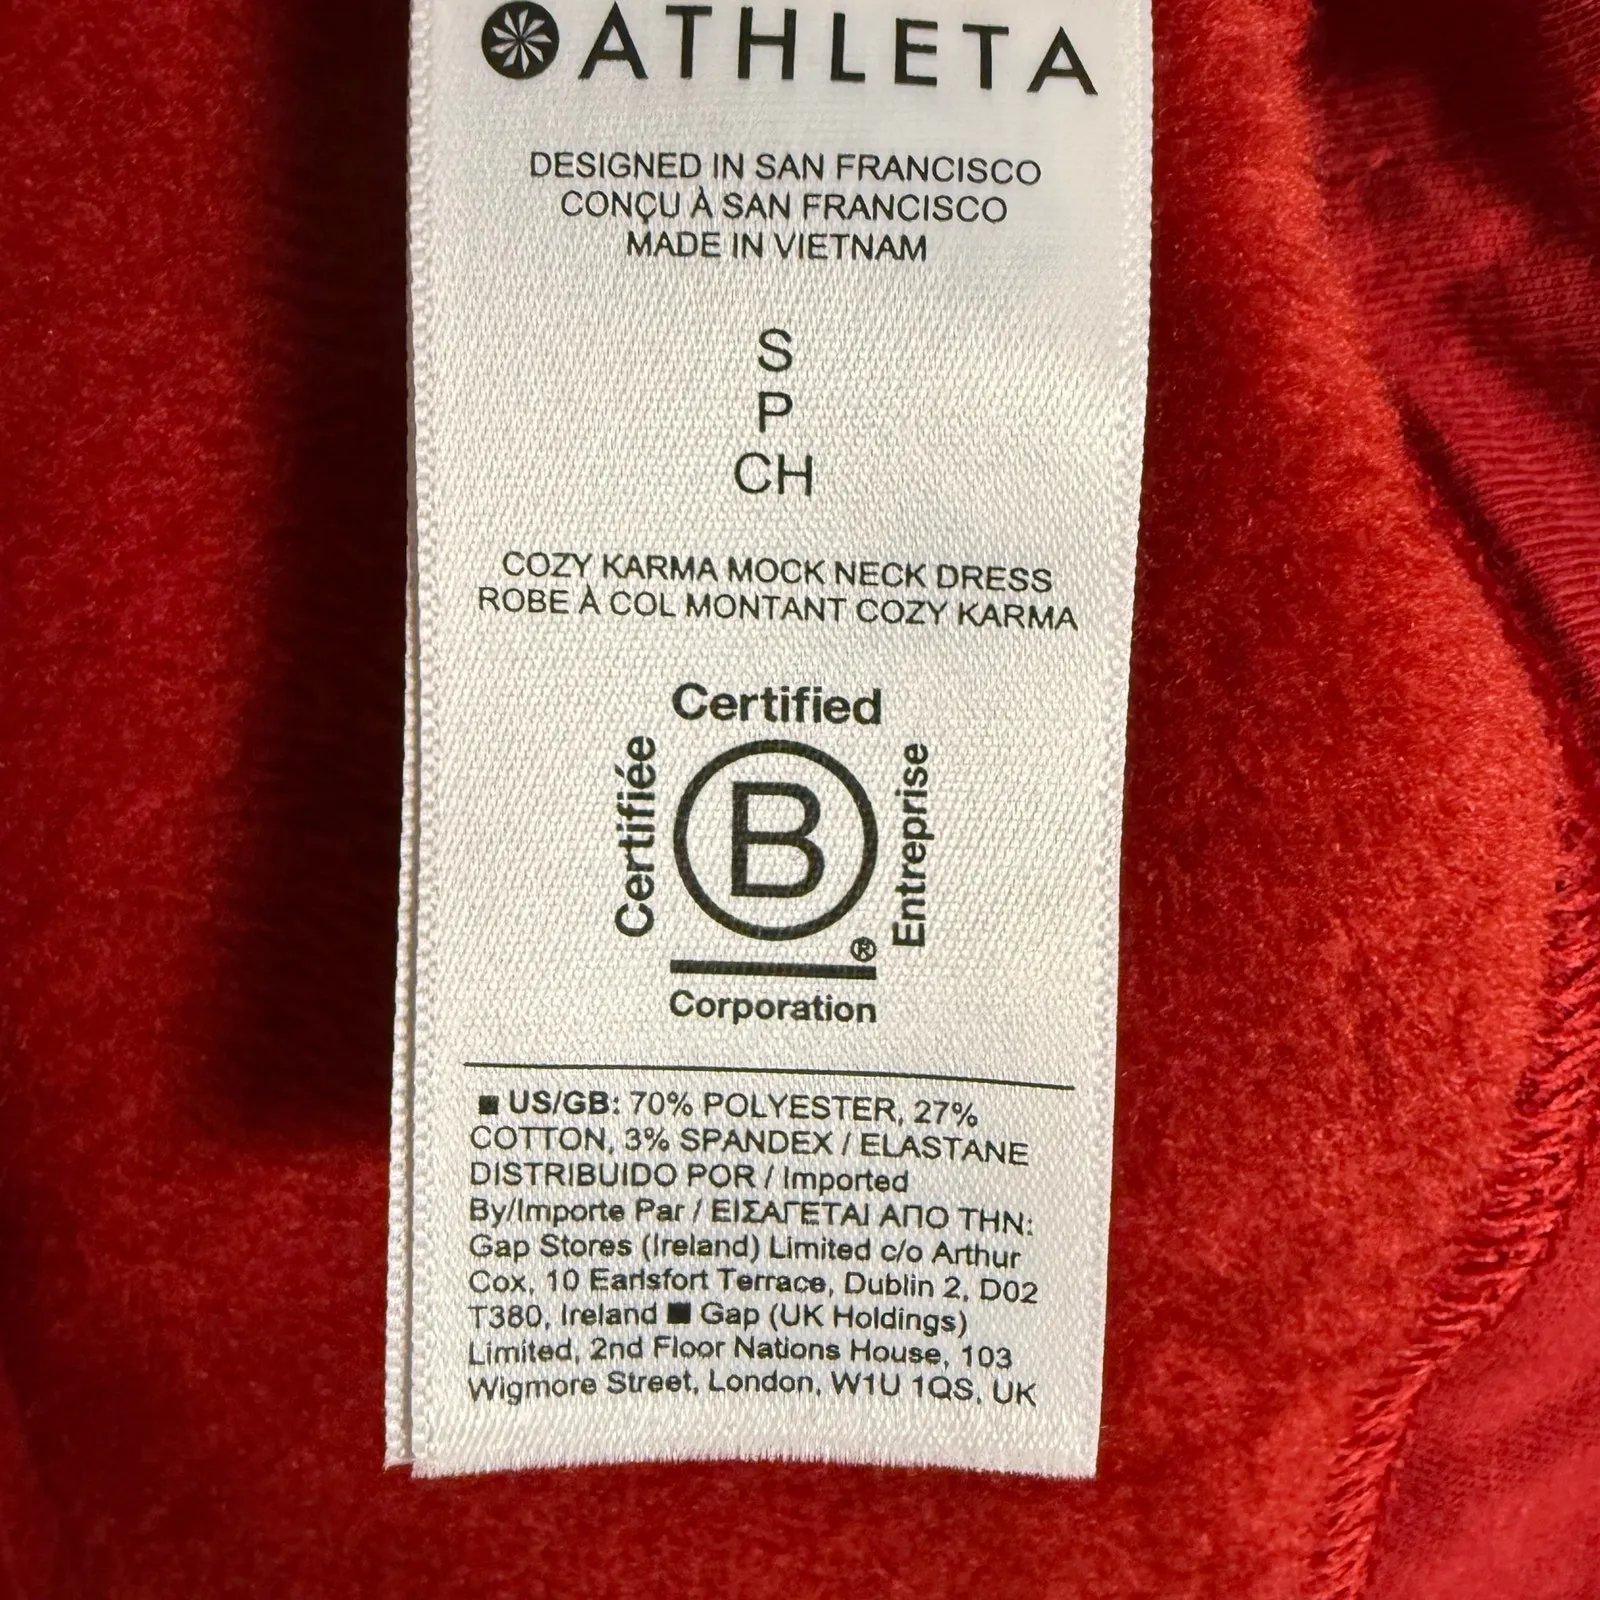 ATHLETA
DESIGNED IN SAN FRANCISCO
CONÇU À SAN FRANCISCO
MADE IN VIETNAM
S
P
CH
COZY KARMA MOCK NECK DRESS
ROBE À COL MONTANT COZY KARMA
Certified
Certifiée
B
Entreprise
®
Corporation
■ US/GB: 70% POLYESTER, 27%
COTTON, 3% SPANDEX / ELASTANE
DISTRIBUIDO POR / Imported
By/Importe Par / ΕΙΣΑΓΕΤΑΙ ΑΠΟ ΤΗΝ:
Gap Stores (Ireland) Limited c/o Arthur
Cox, 10 Earlsfort Terrace, Dublin 2, D02
T380, Ireland ■ Gap (UK Holdings)
Limited, 2nd Floor Nations House, 103
Wigmore Street, London, W1U 1QS, UK